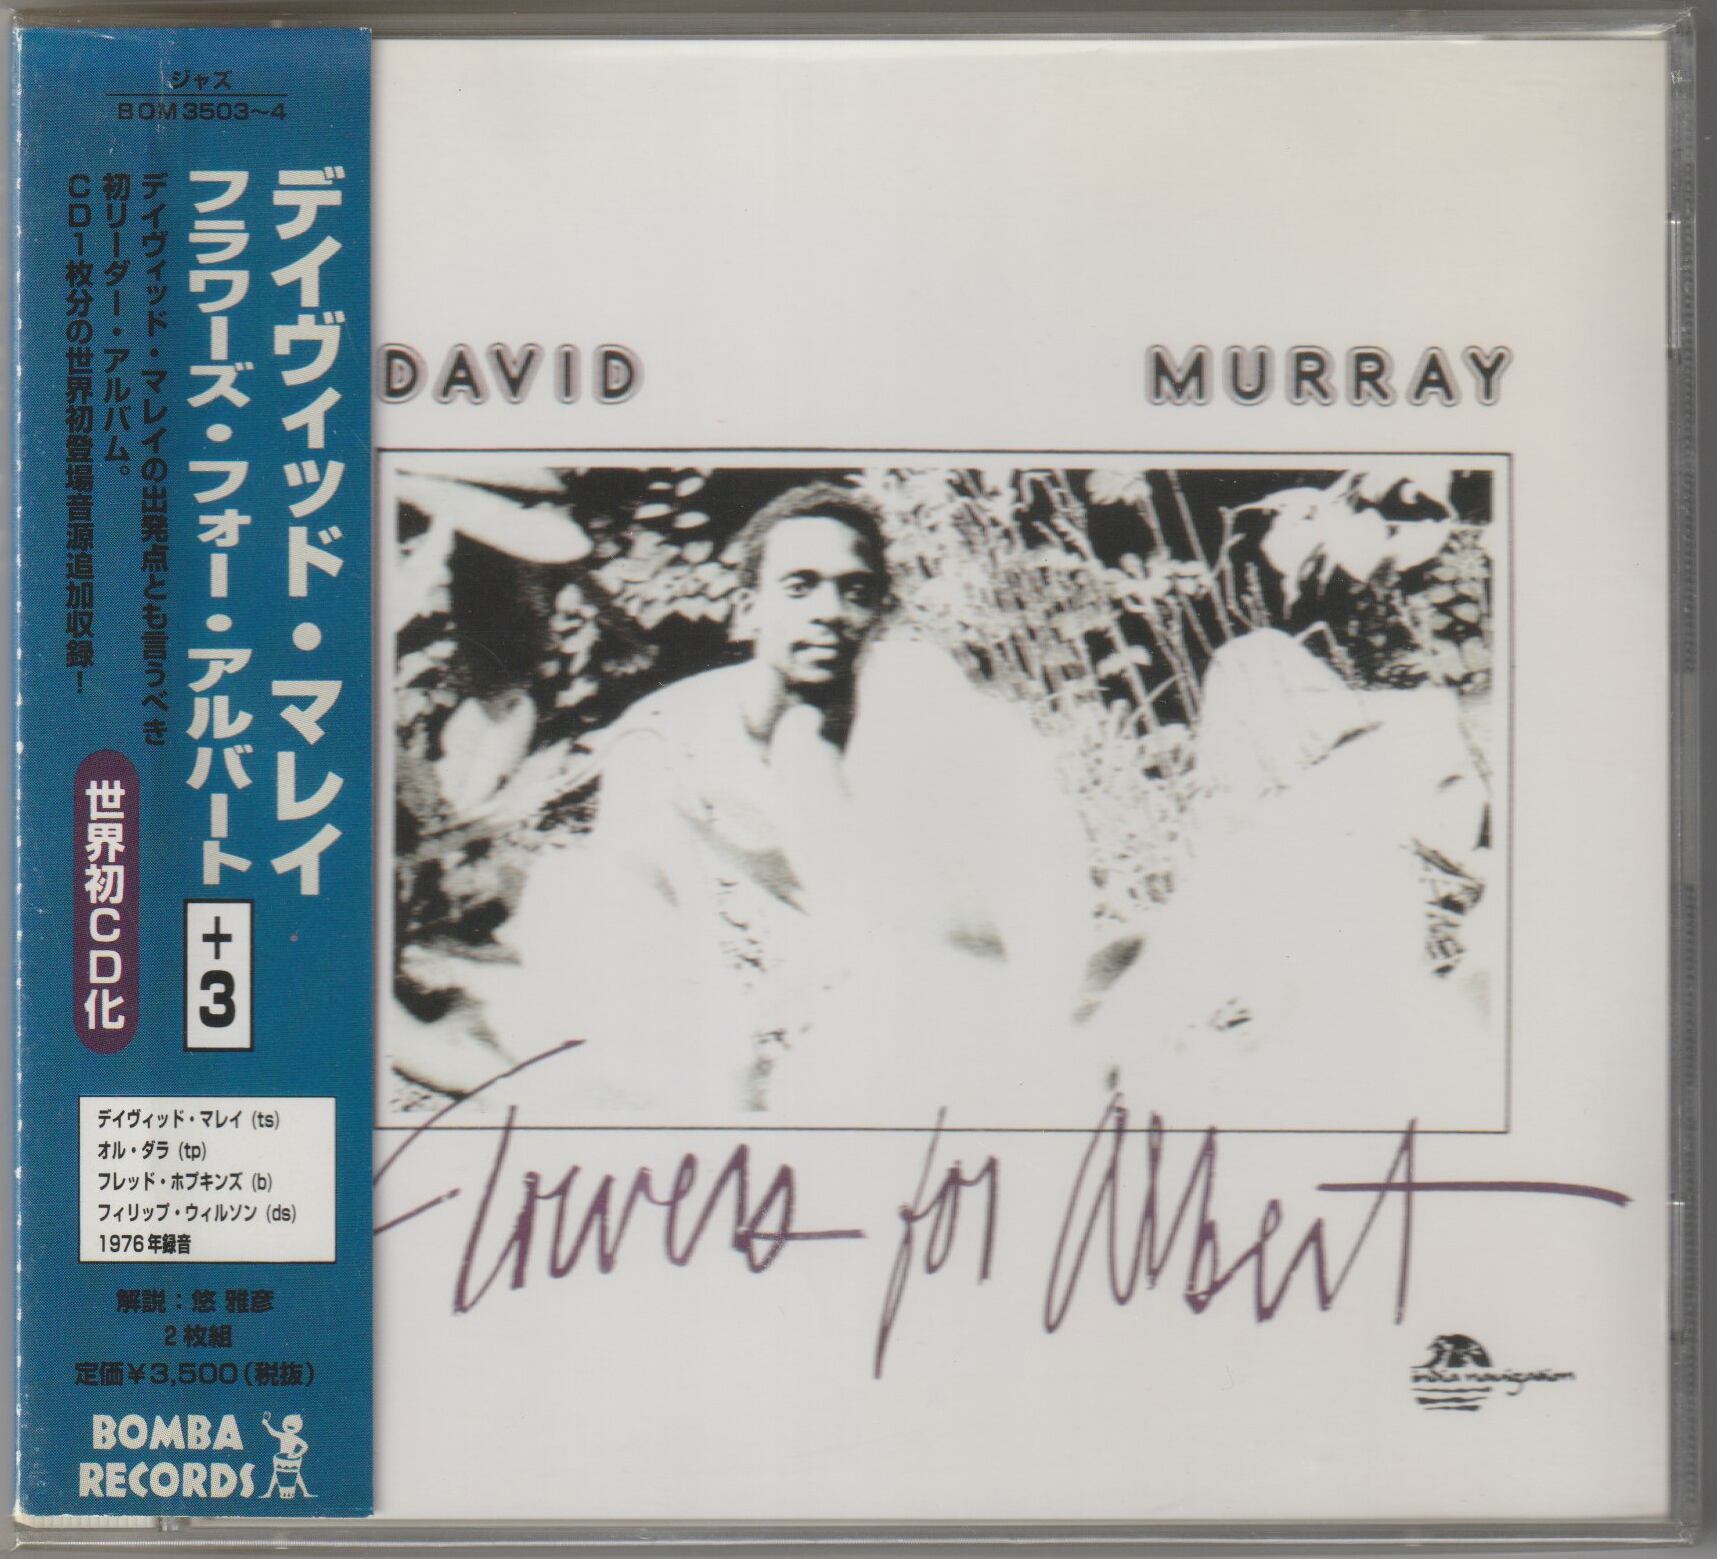 ジャズ
BOM3503〜4
デイヴィッド・マレイ
フラワーズ・フォー・アルバート
+3
デイヴィッド・マレイの出発点とも言うべき
初リーダー・アルバム。
CD1枚分の世界初登場音源追加収録!
世界初CD化
デイヴィッド・マレイ (ts)
オル・ダラ (tp)
フレッド・ホプキンズ (b)
フィリップ・ウィルソン (ds)
1976年録音
解説:悠 雅彦
2枚組
定価¥3,500(税抜)
BOMBA
RECORDS
DAVID MURRAY
Flowers for Albert
india navigation